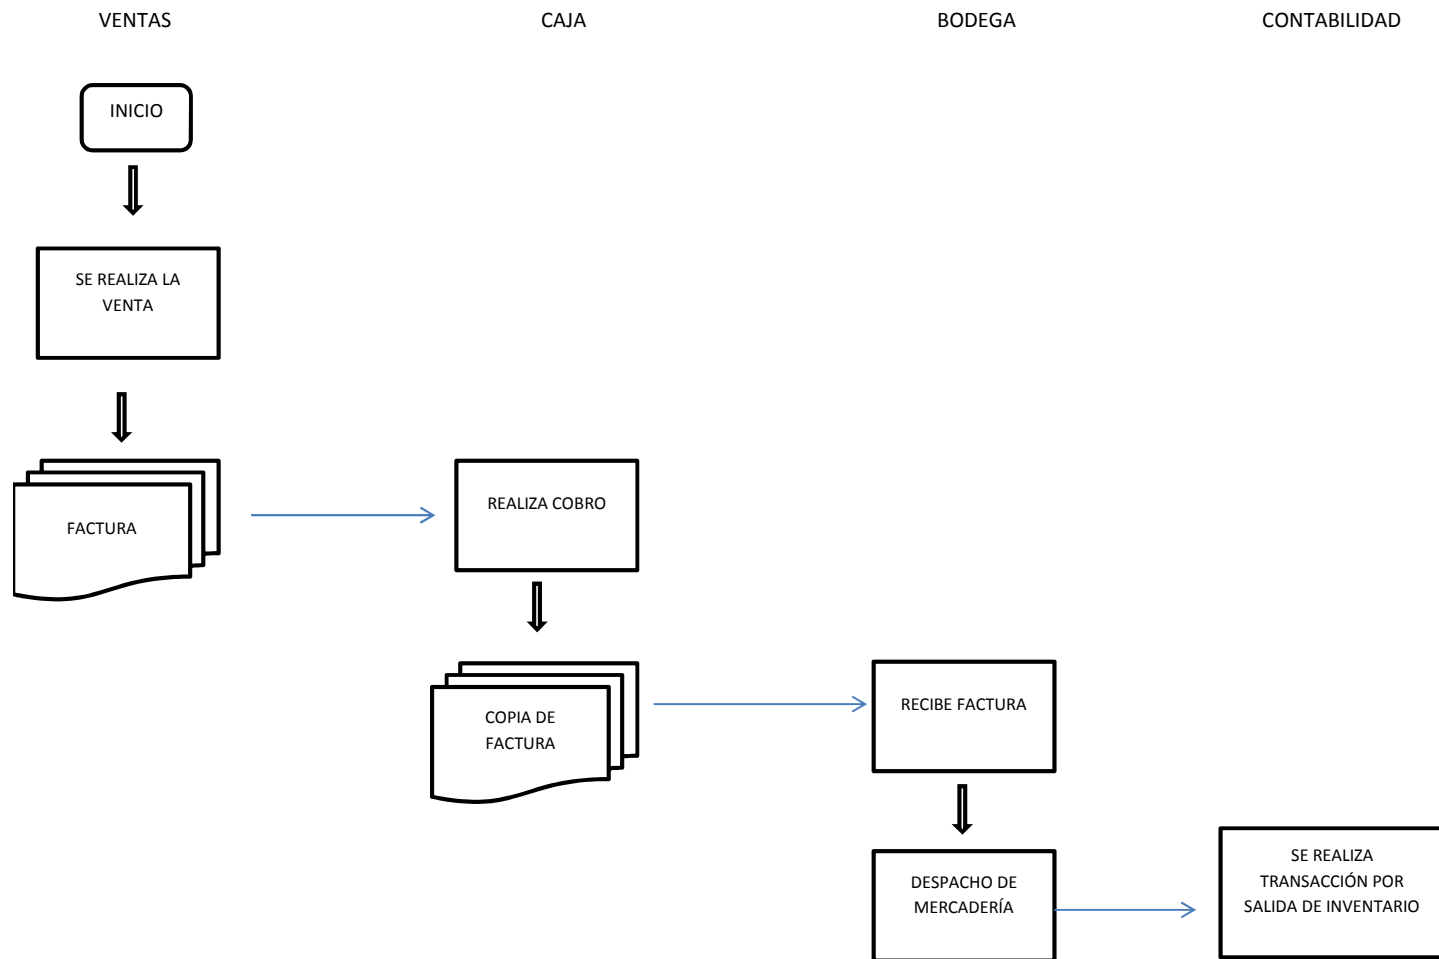 VENTAS
CAJA
BODEGA
CONTABILIDAD
INICIO
SE REALIZA LA
VENTA
FACTURA
REALIZA COBRO
COPIA DE
FACTURA
RECIBE FACTURA
DESPACHO DE
MERCADERÍA
SE REALIZA
TRANSACCIÓN POR
SALIDA DE INVENTARIO